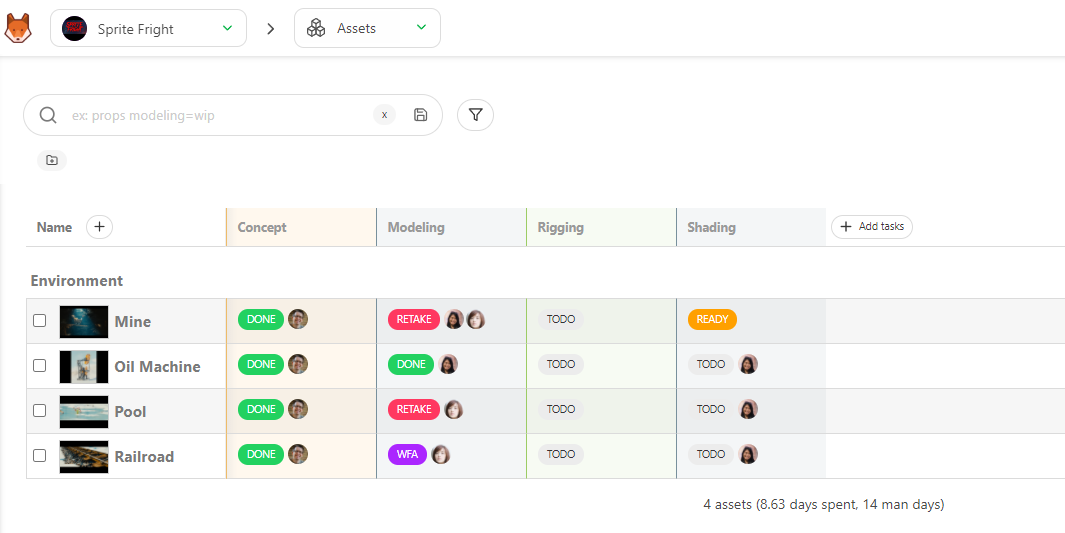 Sprite Fright Assets
ex: props modeling=wip x
Name Concept Modeling Rigging Shading Add tasks
Environment
Mine DONE RETAKE TODO READY
Oil Machine DONE DONE TODO TODO
Pool DONE RETAKE TODO TODO
Railroad DONE WFA TODO TODO
4 assets (8.63 days spent, 14 man days)